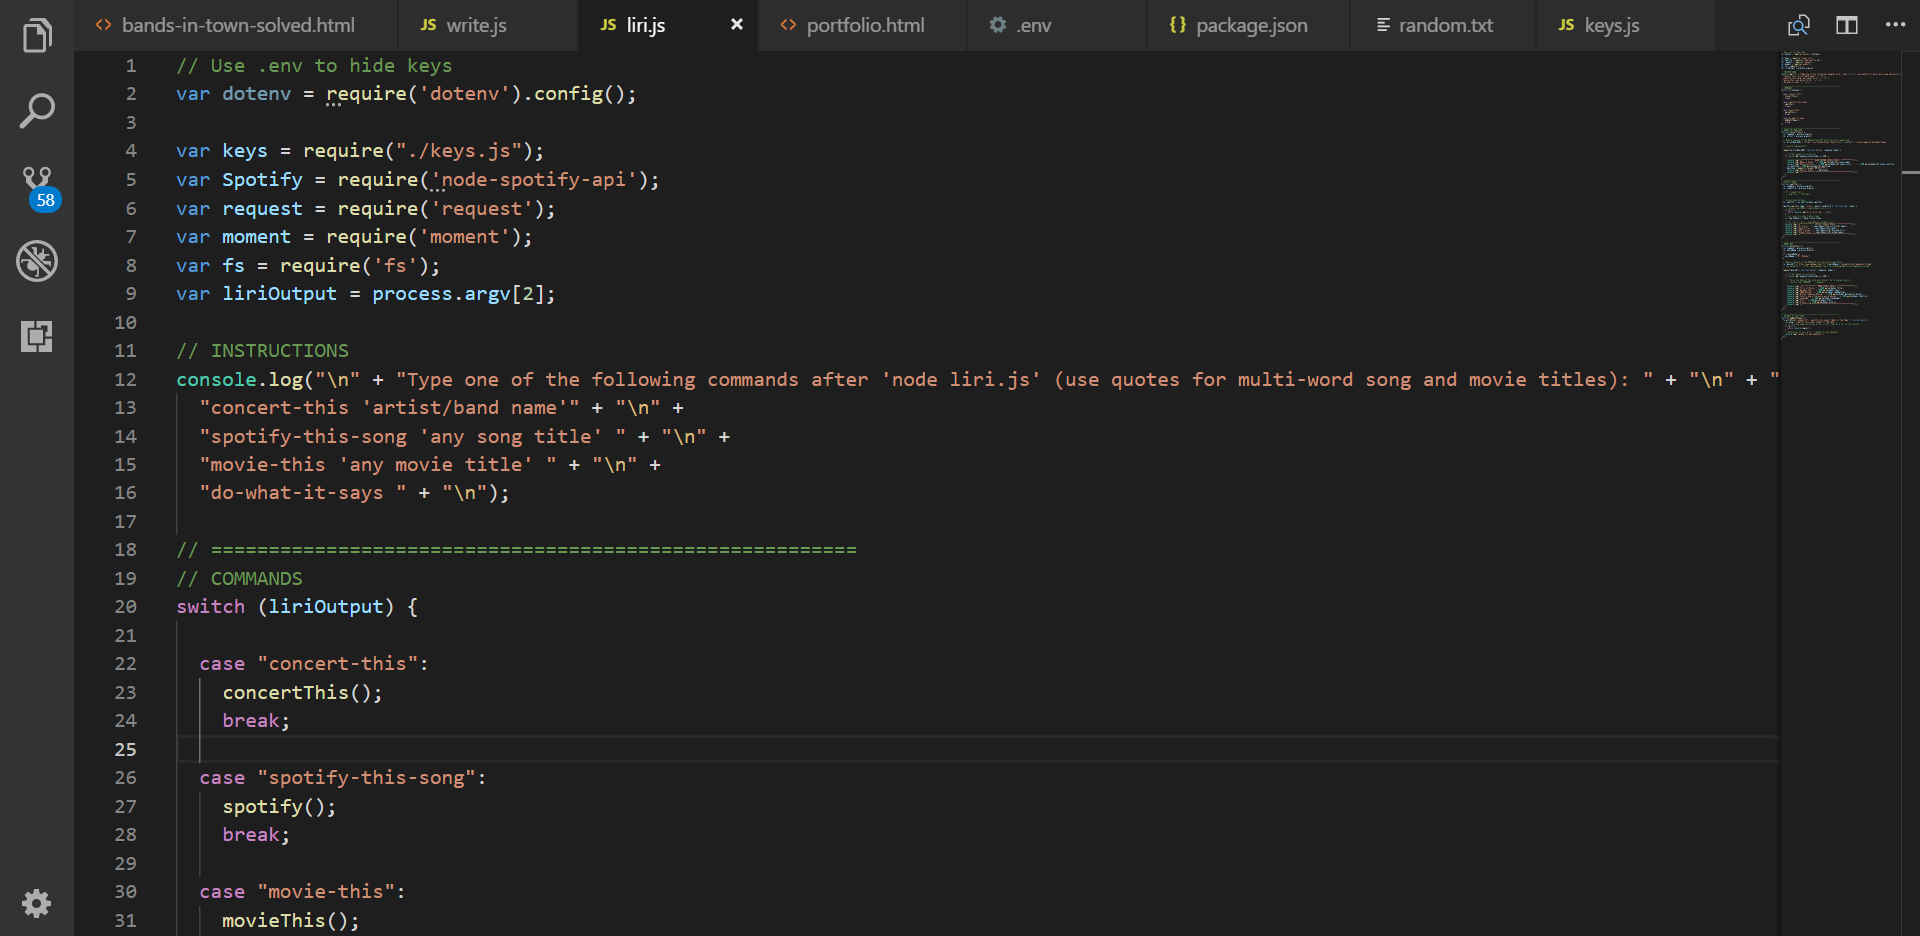 <> bands-in-town-solved.html JS write.js JS liri.js × <> portfolio.html .env {} package.json random.txt JS keys.js
58
1 // Use .env to hide keys
2 var dotenv = require('dotenv').config();
3
4 var keys = require("./keys.js");
5 var Spotify = require('node-spotify-api');
6 var request = require('request');
7 var moment = require('moment');
8 var fs = require('fs');
9 var liriOutput = process.argv[2];
10
11 // INSTRUCTIONS
12 console.log("\n" + "Type one of the following commands after 'node liri.js' (use quotes for multi-word song and movie titles): " + "\n" + "
13 "concert-this 'artist/band name'" + "\n" +
14 "spotify-this-song 'any song title' " + "\n" +
15 "movie-this 'any movie title' " + "\n" +
16 "do-what-it-says " + "\n");
17
18 // ========================================================
19 // COMMANDS
20 switch (liriOutput) {
21
22 case "concert-this":
23 concertThis();
24 break;
25
26 case "spotify-this-song":
27 spotify();
28 break;
29
30 case "movie-this":
31 movieThis();